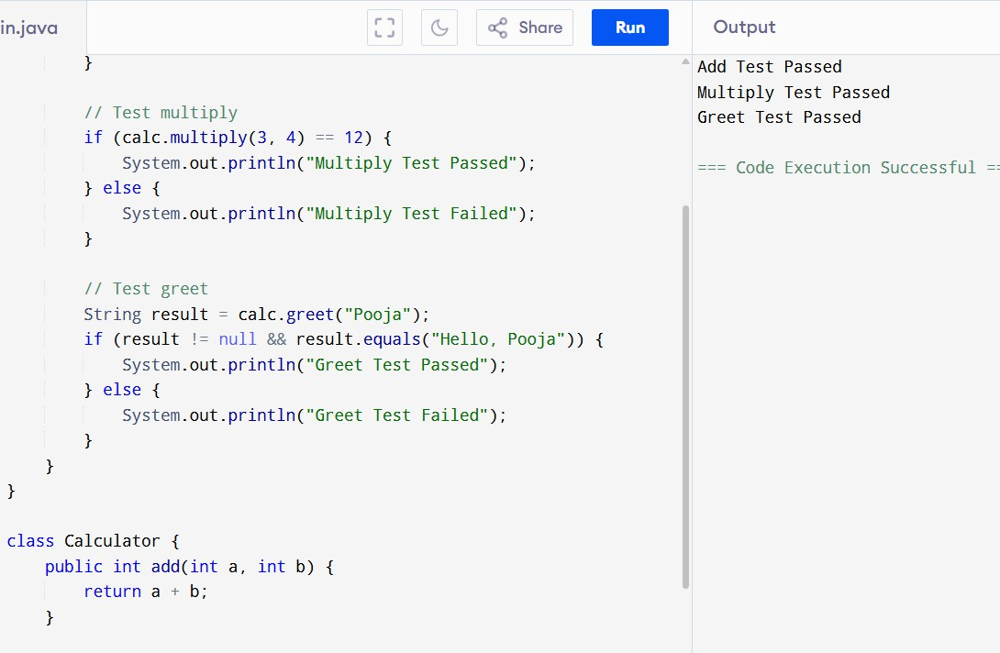 in.java
Share
Run
Output
}
// Test multiply
if (calc.multiply(3, 4) == 12) {
System.out.println("Multiply Test Passed");
} else {
System.out.println("Multiply Test Failed");
}
// Test greet
String result = calc.greet("Pooja");
if (result != null && result.equals("Hello, Pooja")) {
System.out.println("Greet Test Passed");
} else {
System.out.println("Greet Test Failed");
}
}
}
class Calculator {
public int add(int a, int b) {
return a + b;
}
Add Test Passed
Multiply Test Passed
Greet Test Passed
=== Code Execution Successful ==